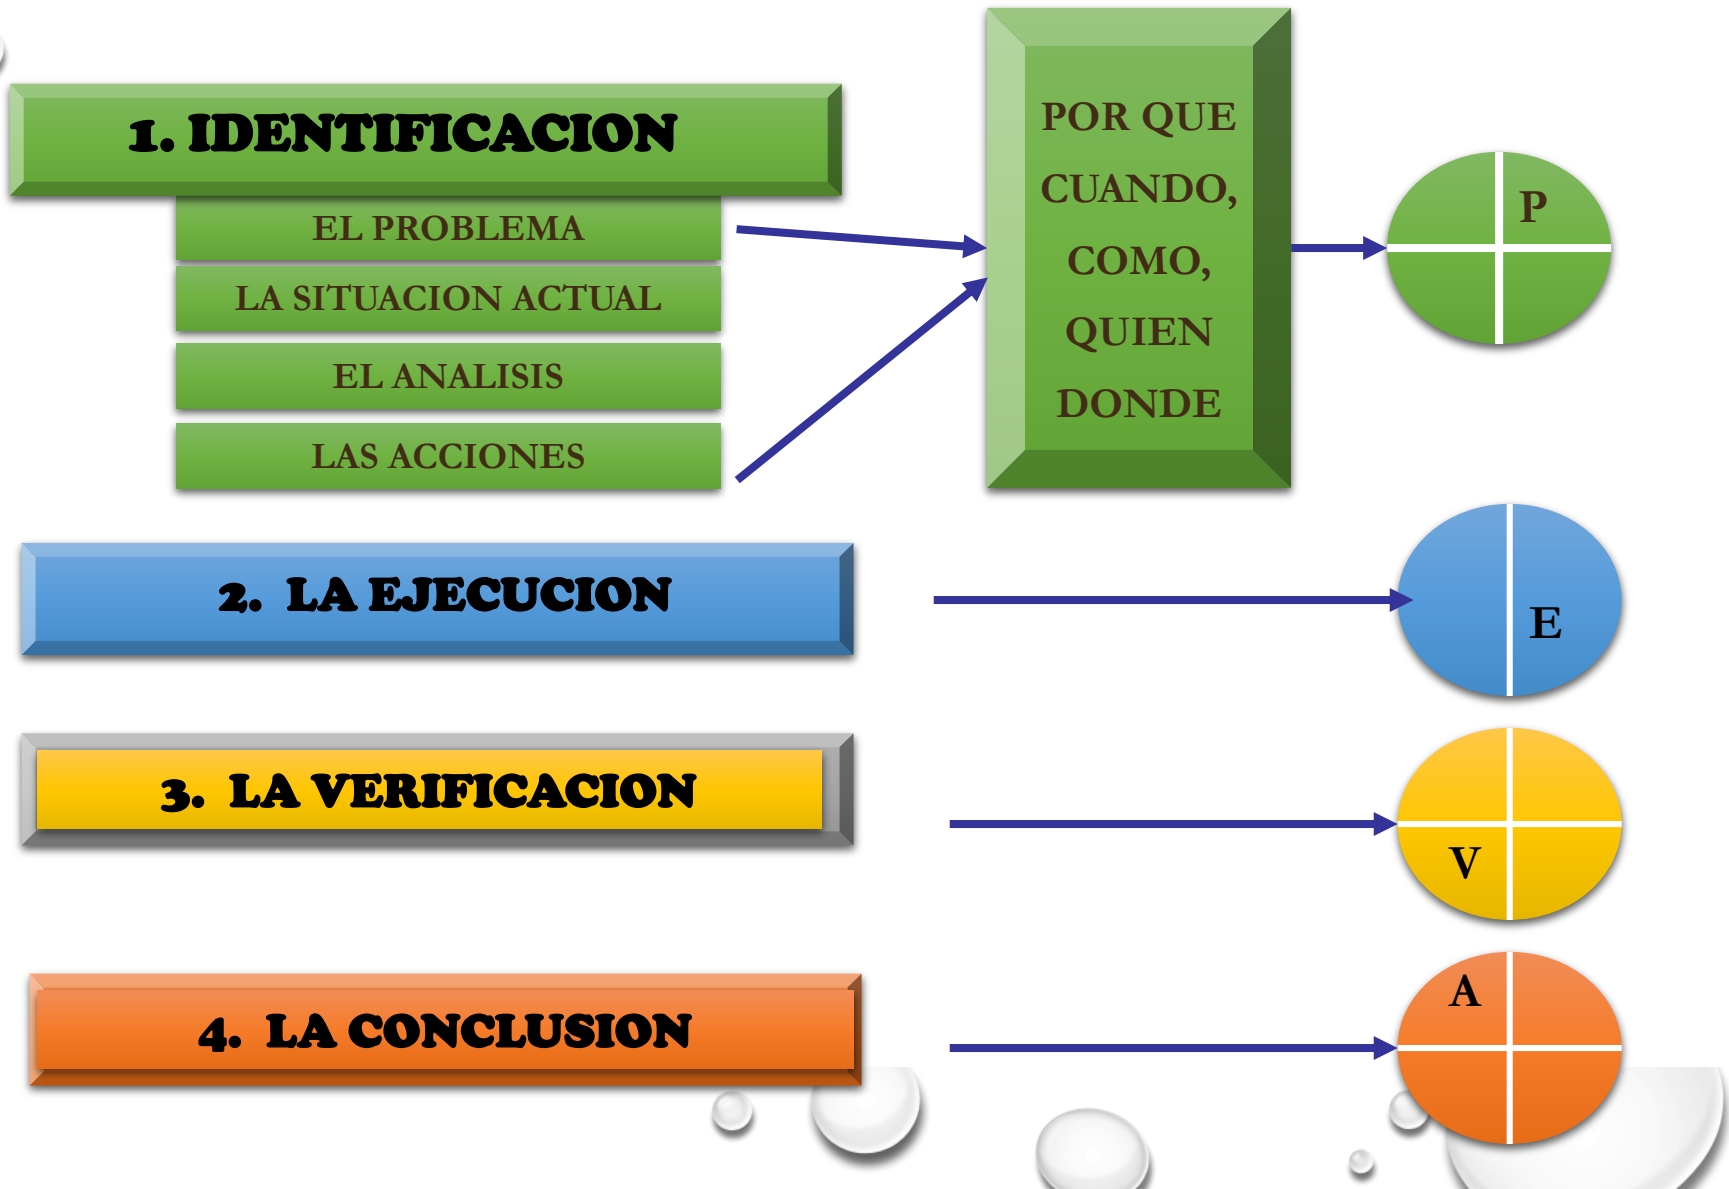 1. IDENTIFICACION
EL PROBLEMA
LA SITUACION ACTUAL
EL ANALISIS
LAS ACCIONES
POR QUE
CUANDO,
COMO,
QUIEN
DONDE
P
2. LA EJECUCION
E
3. LA VERIFICACION
V
4. LA CONCLUSION
A